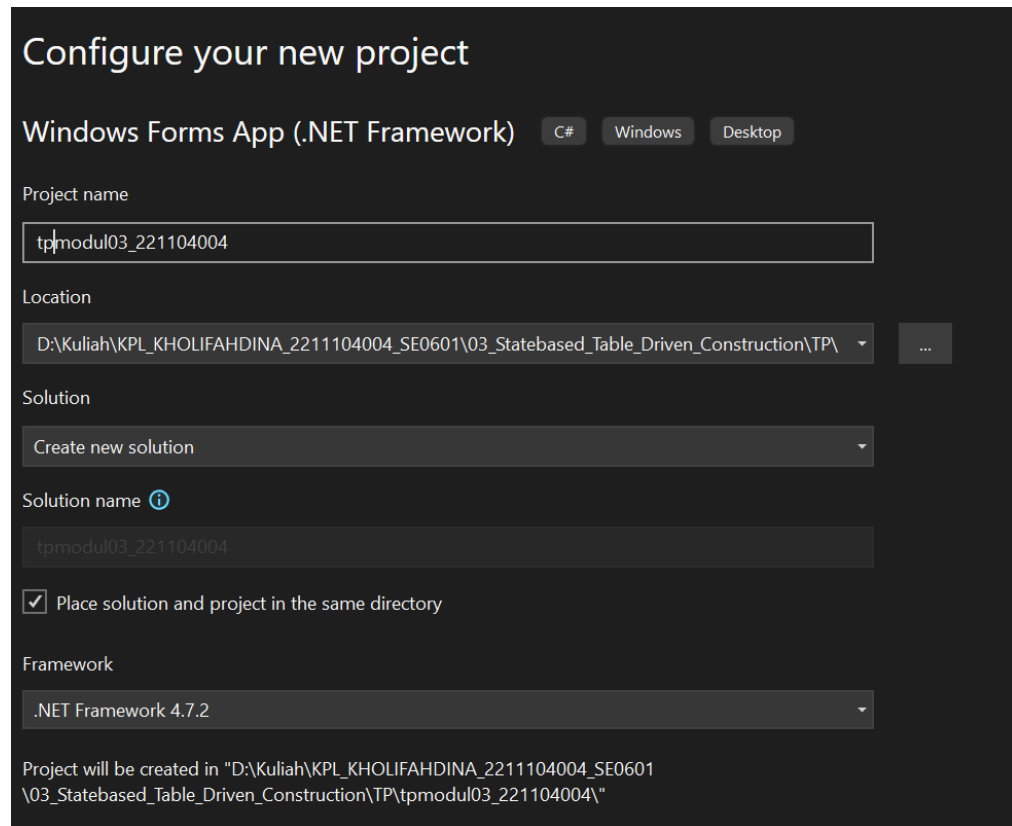 Configure your new project
Windows Forms App (.NET Framework) C# Windows Desktop
Project name
tpmodul03_221104004
Location
D:\Kuliah\KPL_KHOLIFAHDINA_2211104004_SE0601\03_Statebased_Table_Driven_Construction\TP\ ...
Solution
Create new solution
Solution name
tpmodul03_221104004
Place solution and project in the same directory
Framework
.NET Framework 4.7.2
Project will be created in "D:\Kuliah\KPL_KHOLIFAHDINA_2211104004_SE0601
\03_Statebased_Table_Driven_Construction\TP\tpmodul03_221104004\"